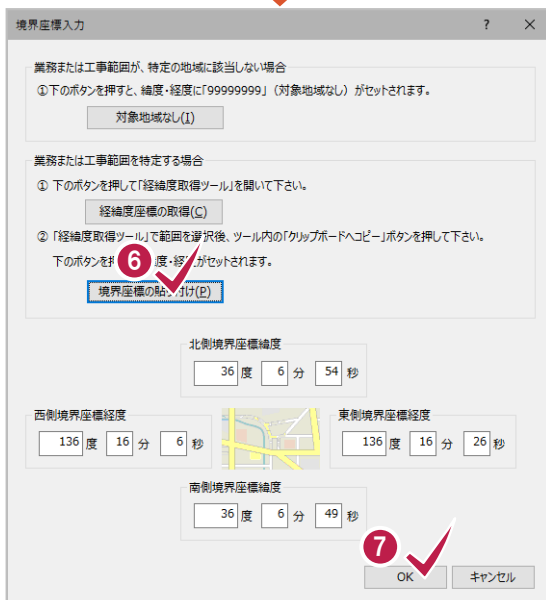 境界座標入力 ? ×
業務または工事範囲が、特定の地域に該当しない場合
①下のボタンを押すと、緯度・経度に「99999999」（対象地域なし）がセットされます。
対象地域なし(I)
業務または工事範囲を特定する場合
① 下のボタンを押して「経緯度取得ツール」を開いて下さい。
経緯度座標の取得(C)
②「経緯度取得ツール」で範囲を選択後、ツール内の「クリップボードへコピー」ボタンを押して下さい。
下のボタンを押 度・経 がセットされます。
6
境界座標の貼り付け(P)
北側境界座標緯度
36 度 6 分 54 秒
西側境界座標経度
136 度 16 分 6 秒
東側境界座標経度
136 度 16 分 26 秒
南側境界座標緯度
36 度 6 分 49 秒
7
OK キャンセル